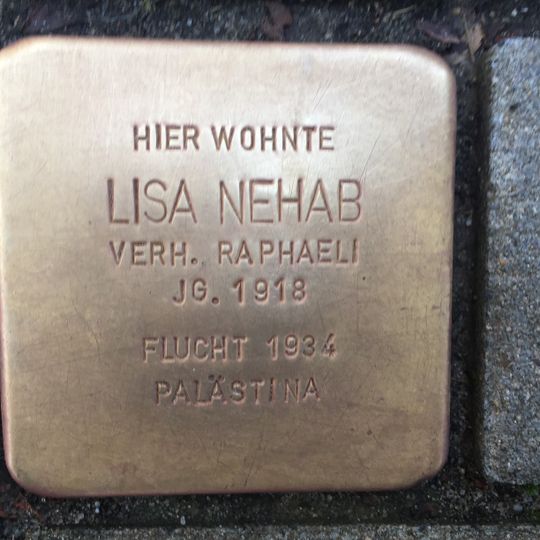 HIER WOHNTE
LISA NEHAB
VERH. RAPHAELI
JG. 1918
FLUCHT 1934
PALÄSTINA